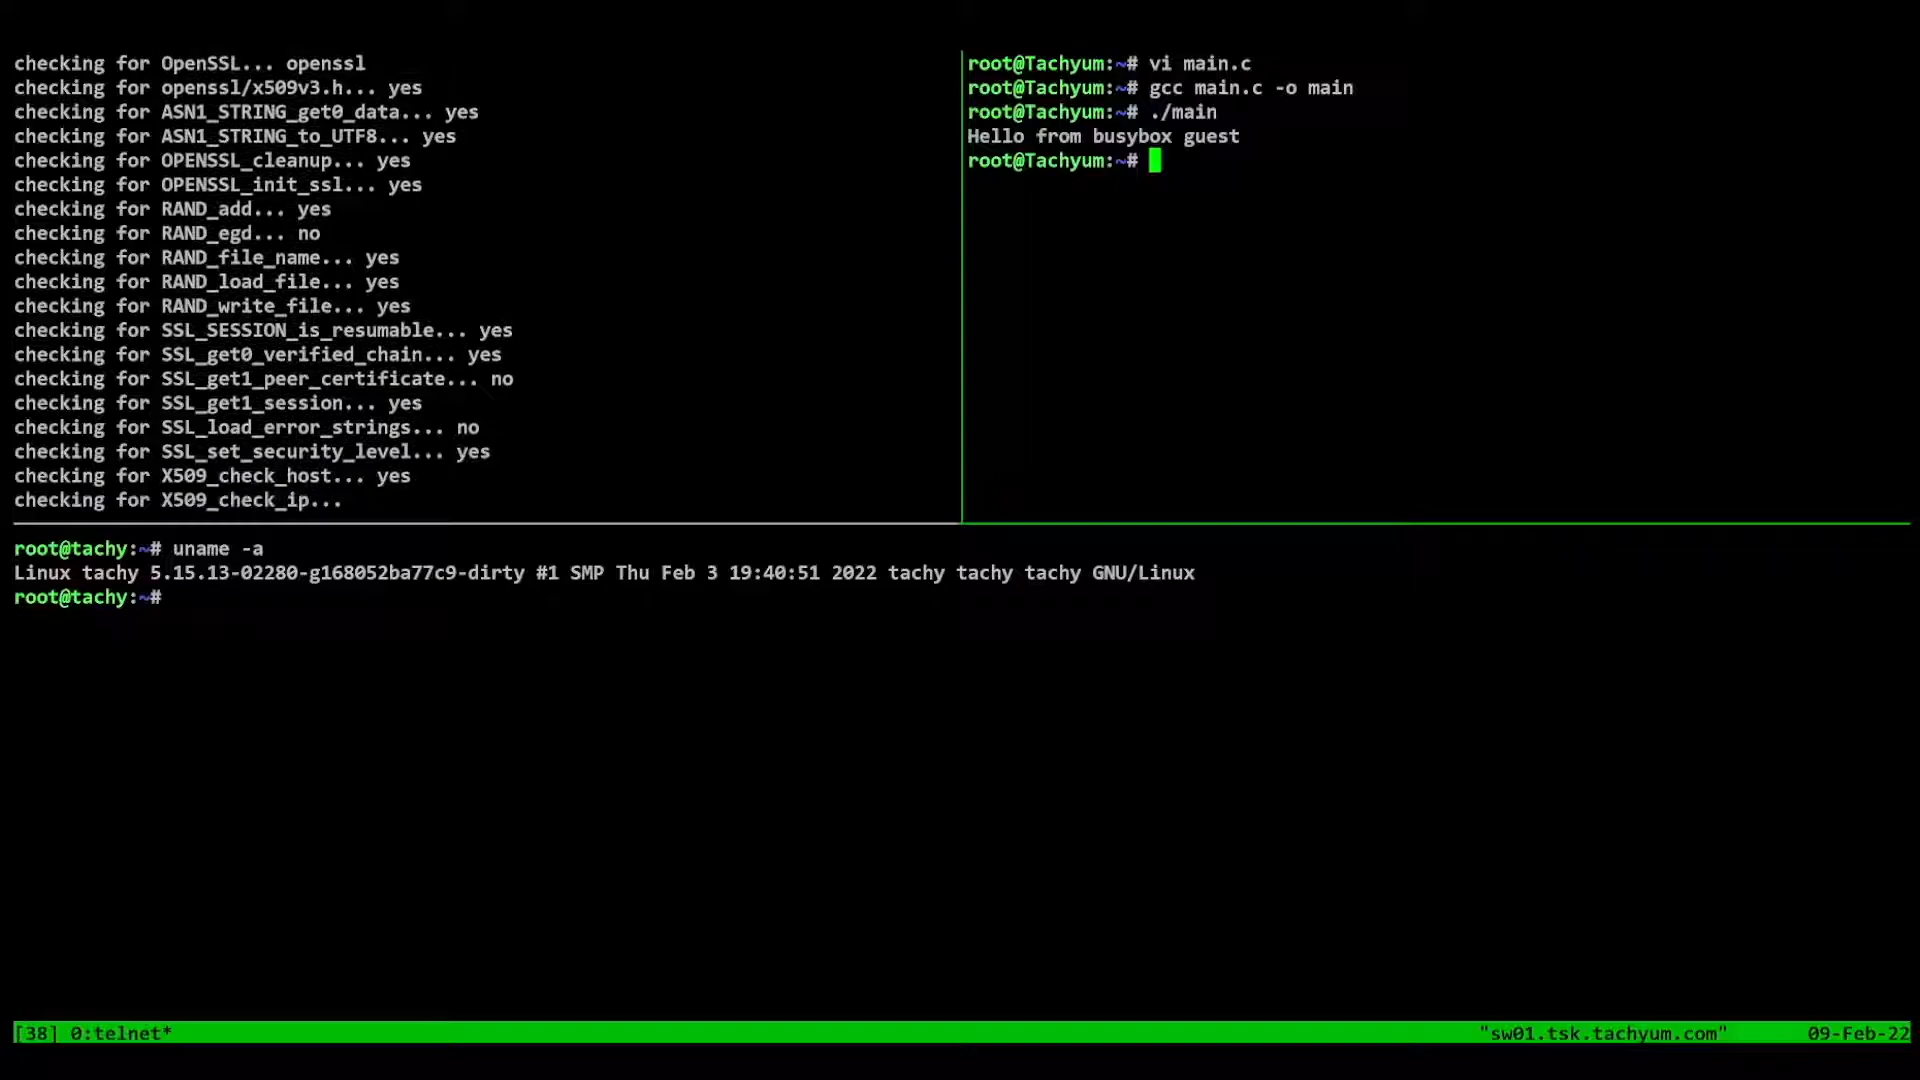 checking for OpenSSL... openssl
checking for openssl/x509v3.h... yes
checking for ASN1_STRING_get0_data... yes
checking for ASN1_STRING_to_UTF8... yes
checking for OPENSSL_cleanup... yes
checking for OPENSSL_init_ssl... yes
checking for RAND_add... yes
checking for RAND_egd... no
checking for RAND_file_name... yes
checking for RAND_load_file... yes
checking for RAND_write_file... yes
checking for SSL_SESSION_is_resumable... yes
checking for SSL_get0_verified_chain... yes
checking for SSL_get1_peer_certificate... no
checking for SSL_get1_session... yes
checking for SSL_load_error_strings... no
checking for SSL_set_security_level... yes
checking for X509_check_host... yes
checking for X509_check_ip...
root@Tachyum:~# vi main.c
root@Tachyum:~# gcc main.c -o main
root@Tachyum:~# ./main
Hello from busybox guest
root@Tachyum:~#
root@tachy:~# uname -a
Linux tachy 5.15.13-02280-g168052ba77c9-dirty #1 SMP Thu Feb 3 19:40:51 2022 tachy tachy tachy GNU/Linux
root@tachy:~#
[38] 0:telnet* "sw01.tsk.tachyum.com" 09-Feb-22